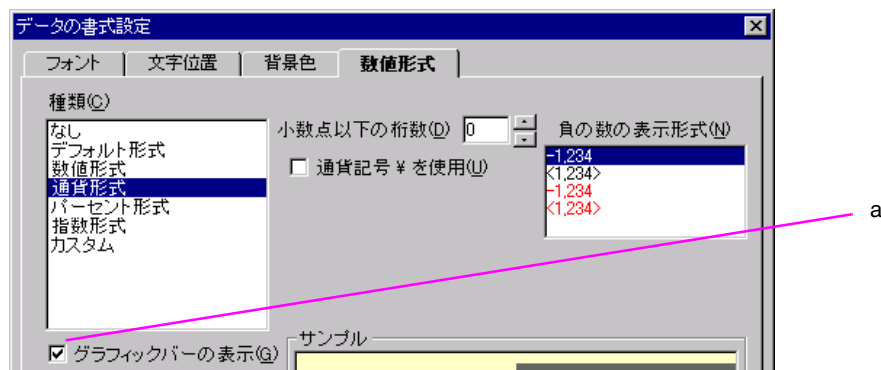 データの書式設定
フォント 文字位置 背景色 数値形式
種類(C)
なし
デフォルト形式
数値形式
通貨形式
パーセント形式
指数形式
カスタム
小数点以下の桁数(D) 0
通貨記号 ¥ を使用(U)
負の数の表示形式(N)
-1,234
<1,234>
-1,234
<1,234>
a
グラフィックバーの表示(G)
サンプル